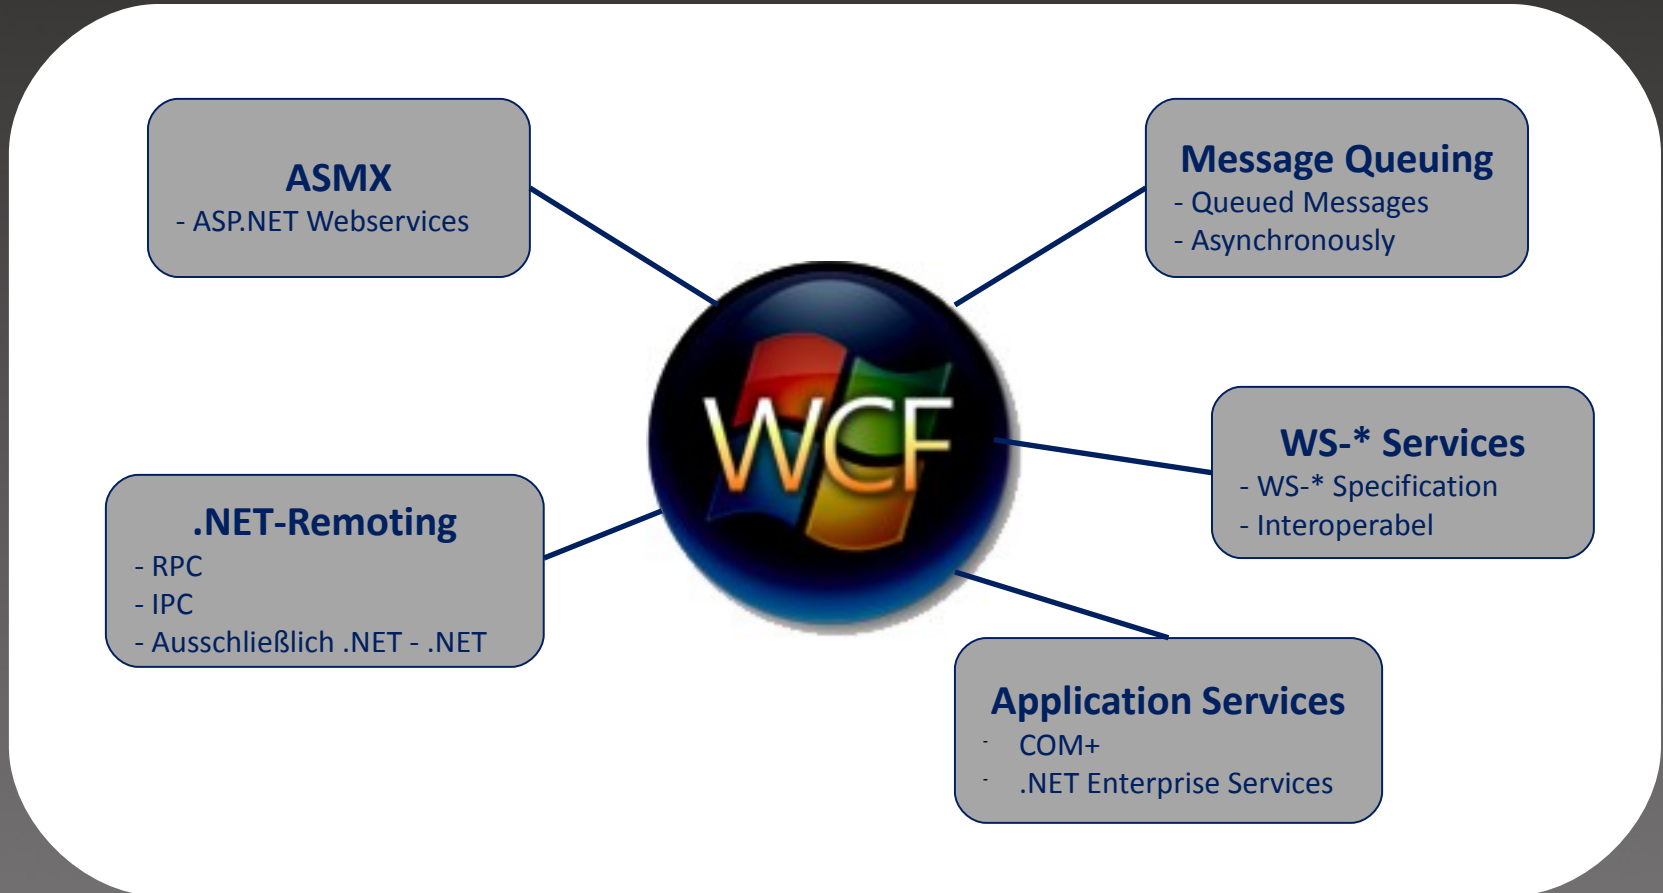 ASMX
- ASP.NET Webservices
Message Queuing
- Queued Messages
- Asynchronously
WCF
WS-* Services
- WS-* Specification
- Interoperabel
.NET-Remoting
- RPC
- IPC
- Ausschließlich .NET - .NET
Application Services
- COM+
- .NET Enterprise Services